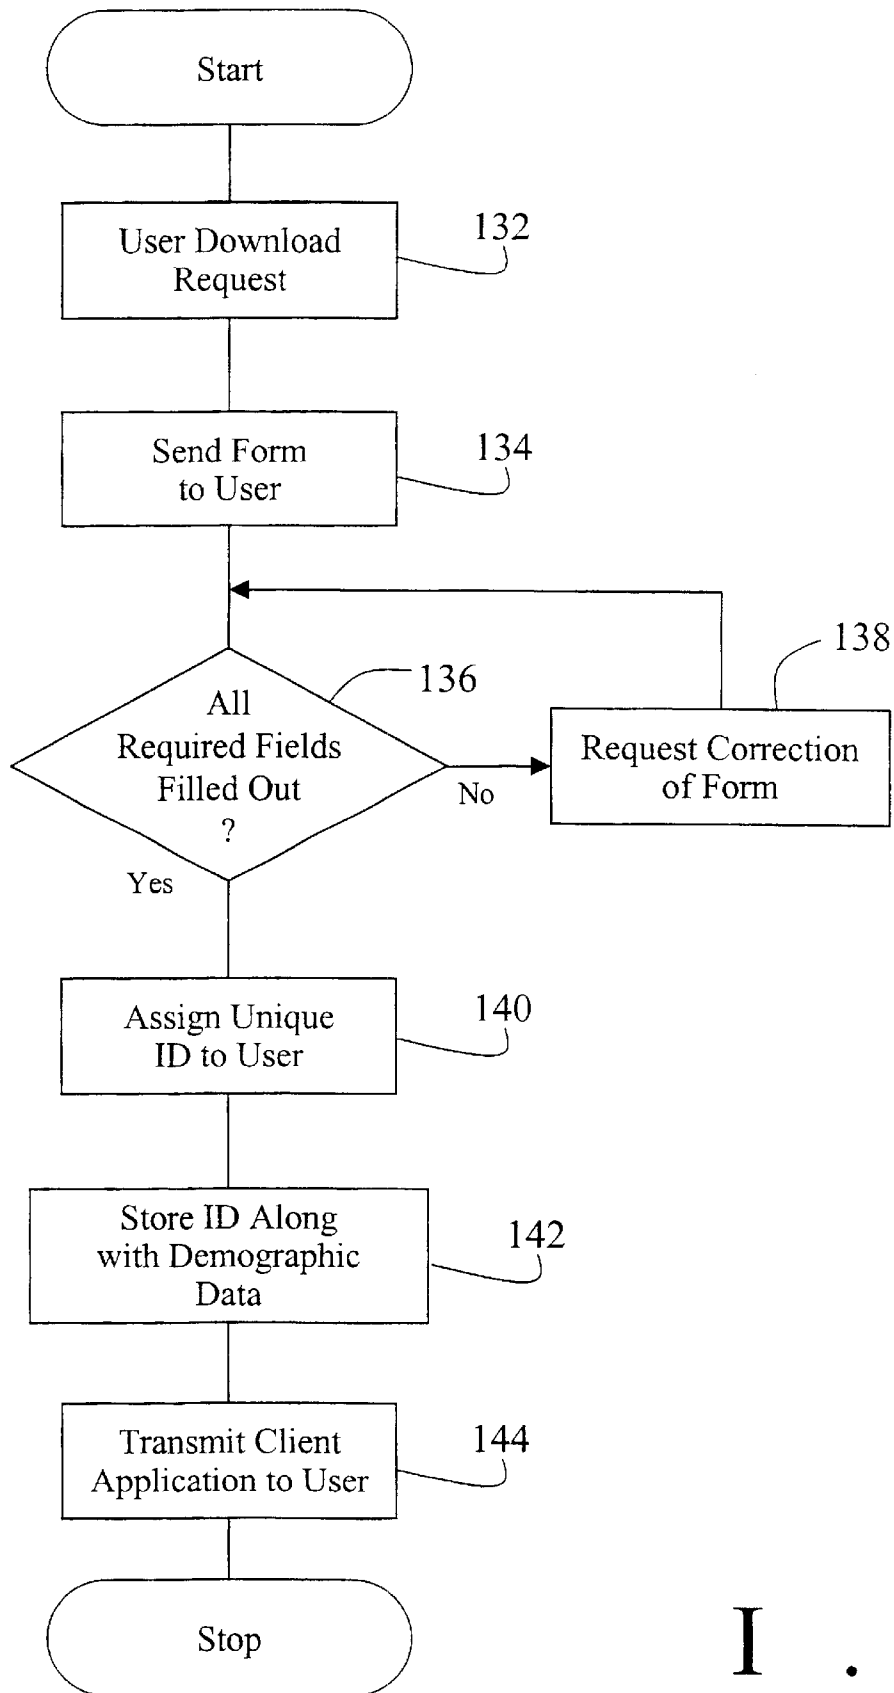 Start
User Download
Request
132
Send Form
to User
134
136
138
All
Required Fields
Filled Out
?
No
Request Correction
of Form
Yes
Assign Unique
ID to User
140
Store ID Along
with Demographic
Data
142
Transmit Client
Application to User
144
Stop
I .